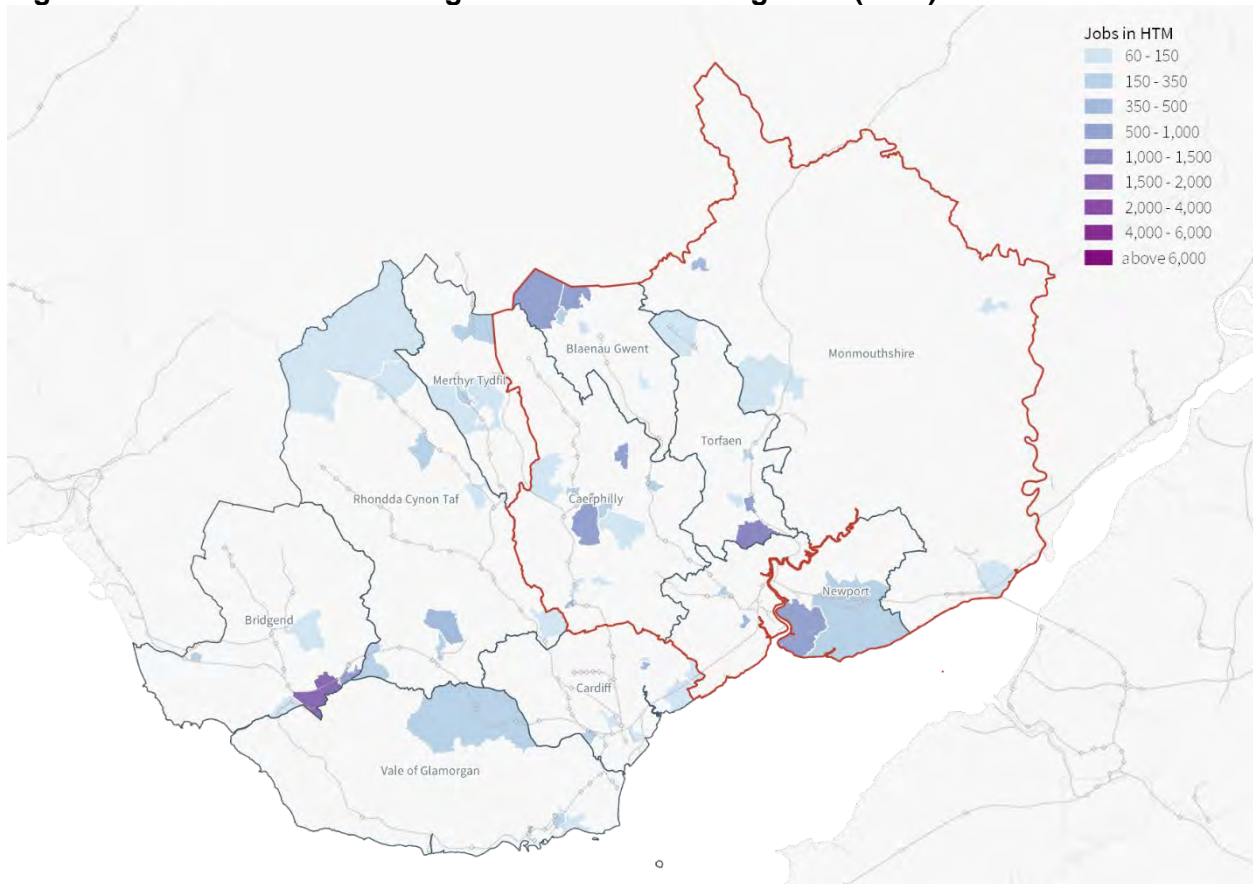 Jobs in HTM
60 - 150
150 - 350
350 - 500
500 - 1,000
1,000 - 1,500
1,500 - 2,000
2,000 - 4,000
4,000 - 6,000
above 6,000
Blaenau Gwent
Monmouthshire
Merthyr Tydfil
Torfaen
Rhondda Cynon Taf
Caerphilly
Newport
Bridgend
Cardiff
Vale of Glamorgan